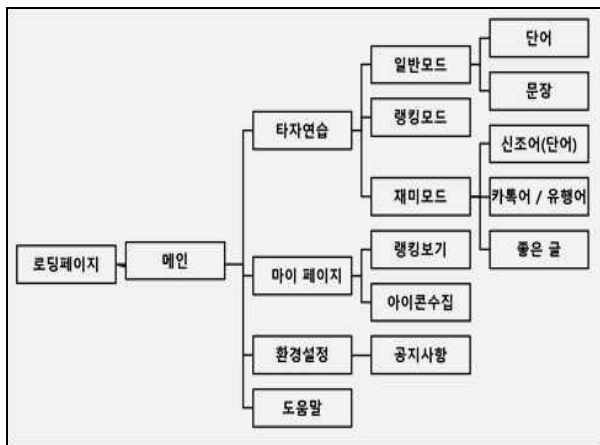 로딩페이지
메인
타자연습
일반모드
단어
문장
랭킹모드
재미모드
신조어(단어)
카톡어 / 유행어
좋은 글
마이 페이지
랭킹보기
아이콘수집
환경설정
공지사항
도움말